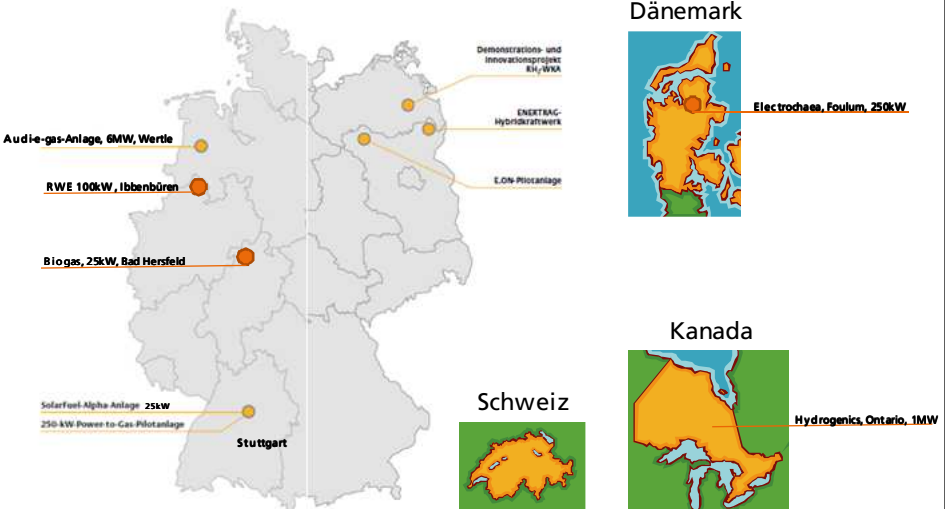 Dänemark
Demonstrations- und
Innovationsprojekt
RH₂-WKA
ENERTRAG-
Hybridkraftwerk
Electrochaea, Foulum, 250kW
Audi-e-gas-Anlage, 6MW, Wertle
RWE 100kW, Ibbenbüren
E.ON-Pilotanlage
Biogas, 25kW, Bad Hersfeld
Kanada
SolarFuel-Alpha-Anlage 25kW
250-kW-Power-to-Gas-Pilotanlage
Stuttgart
Schweiz
Hydrogenics, Ontario, 1MW